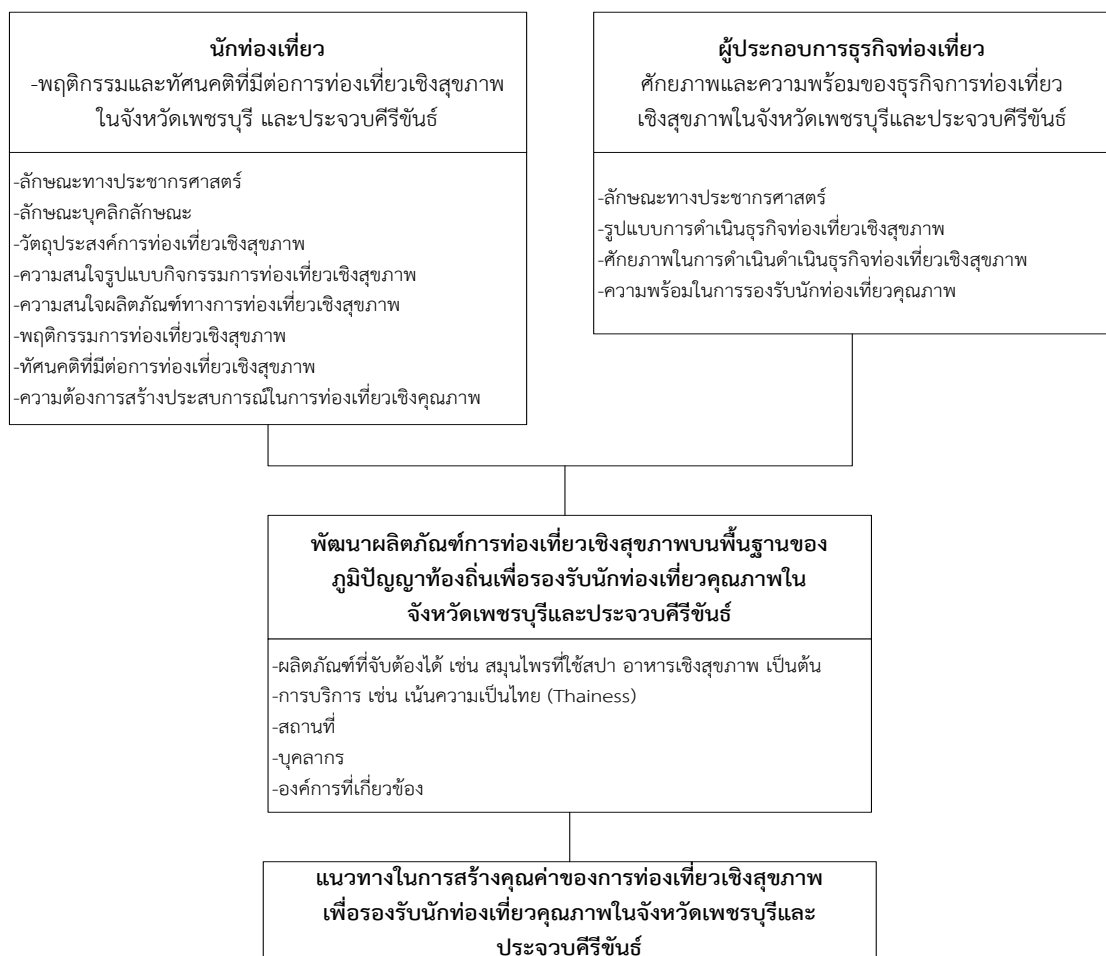 นักท่องเที่ยว
-พฤติกรรมและทัศนคติที่มีต่อการท่องเที่ยวเชิงสุขภาพ
ในจังหวัดเพชรบุรี และประจวบคีรีขันธ์
-ลักษณะทางประชากรศาสตร์
-ลักษณะบุคลิกลักษณะ
-วัตถุประสงค์การท่องเที่ยวเชิงสุขภาพ
-ความสนใจรูปแบบกิจกรรมการท่องเที่ยวเชิงสุขภาพ
-ความสนใจผลิตภัณฑ์ทางการท่องเที่ยวเชิงสุขภาพ
-พฤติกรรมการท่องเที่ยวเชิงสุขภาพ
-ทัศนคติที่มีต่อการท่องเที่ยวเชิงสุขภาพ
-ความต้องการสร้างประสบการณ์ในการท่องเที่ยวเชิงคุณภาพ
ผู้ประกอบการธุรกิจท่องเที่ยว
ศักยภาพและความพร้อมของธุรกิจการท่องเที่ยว
เชิงสุขภาพในจังหวัดเพชรบุรีและประจวบคีรีขันธ์
-ลักษณะทางประชากรศาสตร์
-รูปแบบการดำเนินธุรกิจท่องเที่ยวเชิงสุขภาพ
-ศักยภาพในการดำเนินดำเนินธุรกิจท่องเที่ยวเชิงสุขภาพ
-ความพร้อมในการรองรับนักท่องเที่ยวคุณภาพ
พัฒนาผลิตภัณฑ์การท่องเที่ยวเชิงสุขภาพบนพื้นฐานของ
ภูมิปัญญาท้องถิ่นเพื่อรองรับนักท่องเที่ยวคุณภาพใน
จังหวัดเพชรบุรีและประจวบคีรีขันธ์
-ผลิตภัณฑ์ที่จับต้องได้ เช่น สมุนไพรที่ใช้สปา อาหารเชิงสุขภาพ เป็นต้น
-การบริการ เช่น เน้นความเป็นไทย (Thainess)
-สถานที่
-บุคลากร
-องค์การที่เกี่ยวข้อง
แนวทางในการสร้างคุณค่าของการท่องเที่ยวเชิงสุขภาพ
เพื่อรองรับนักท่องเที่ยวคุณภาพในจังหวัดเพชรบุรีและ
ประจวบคีรีขันธ์